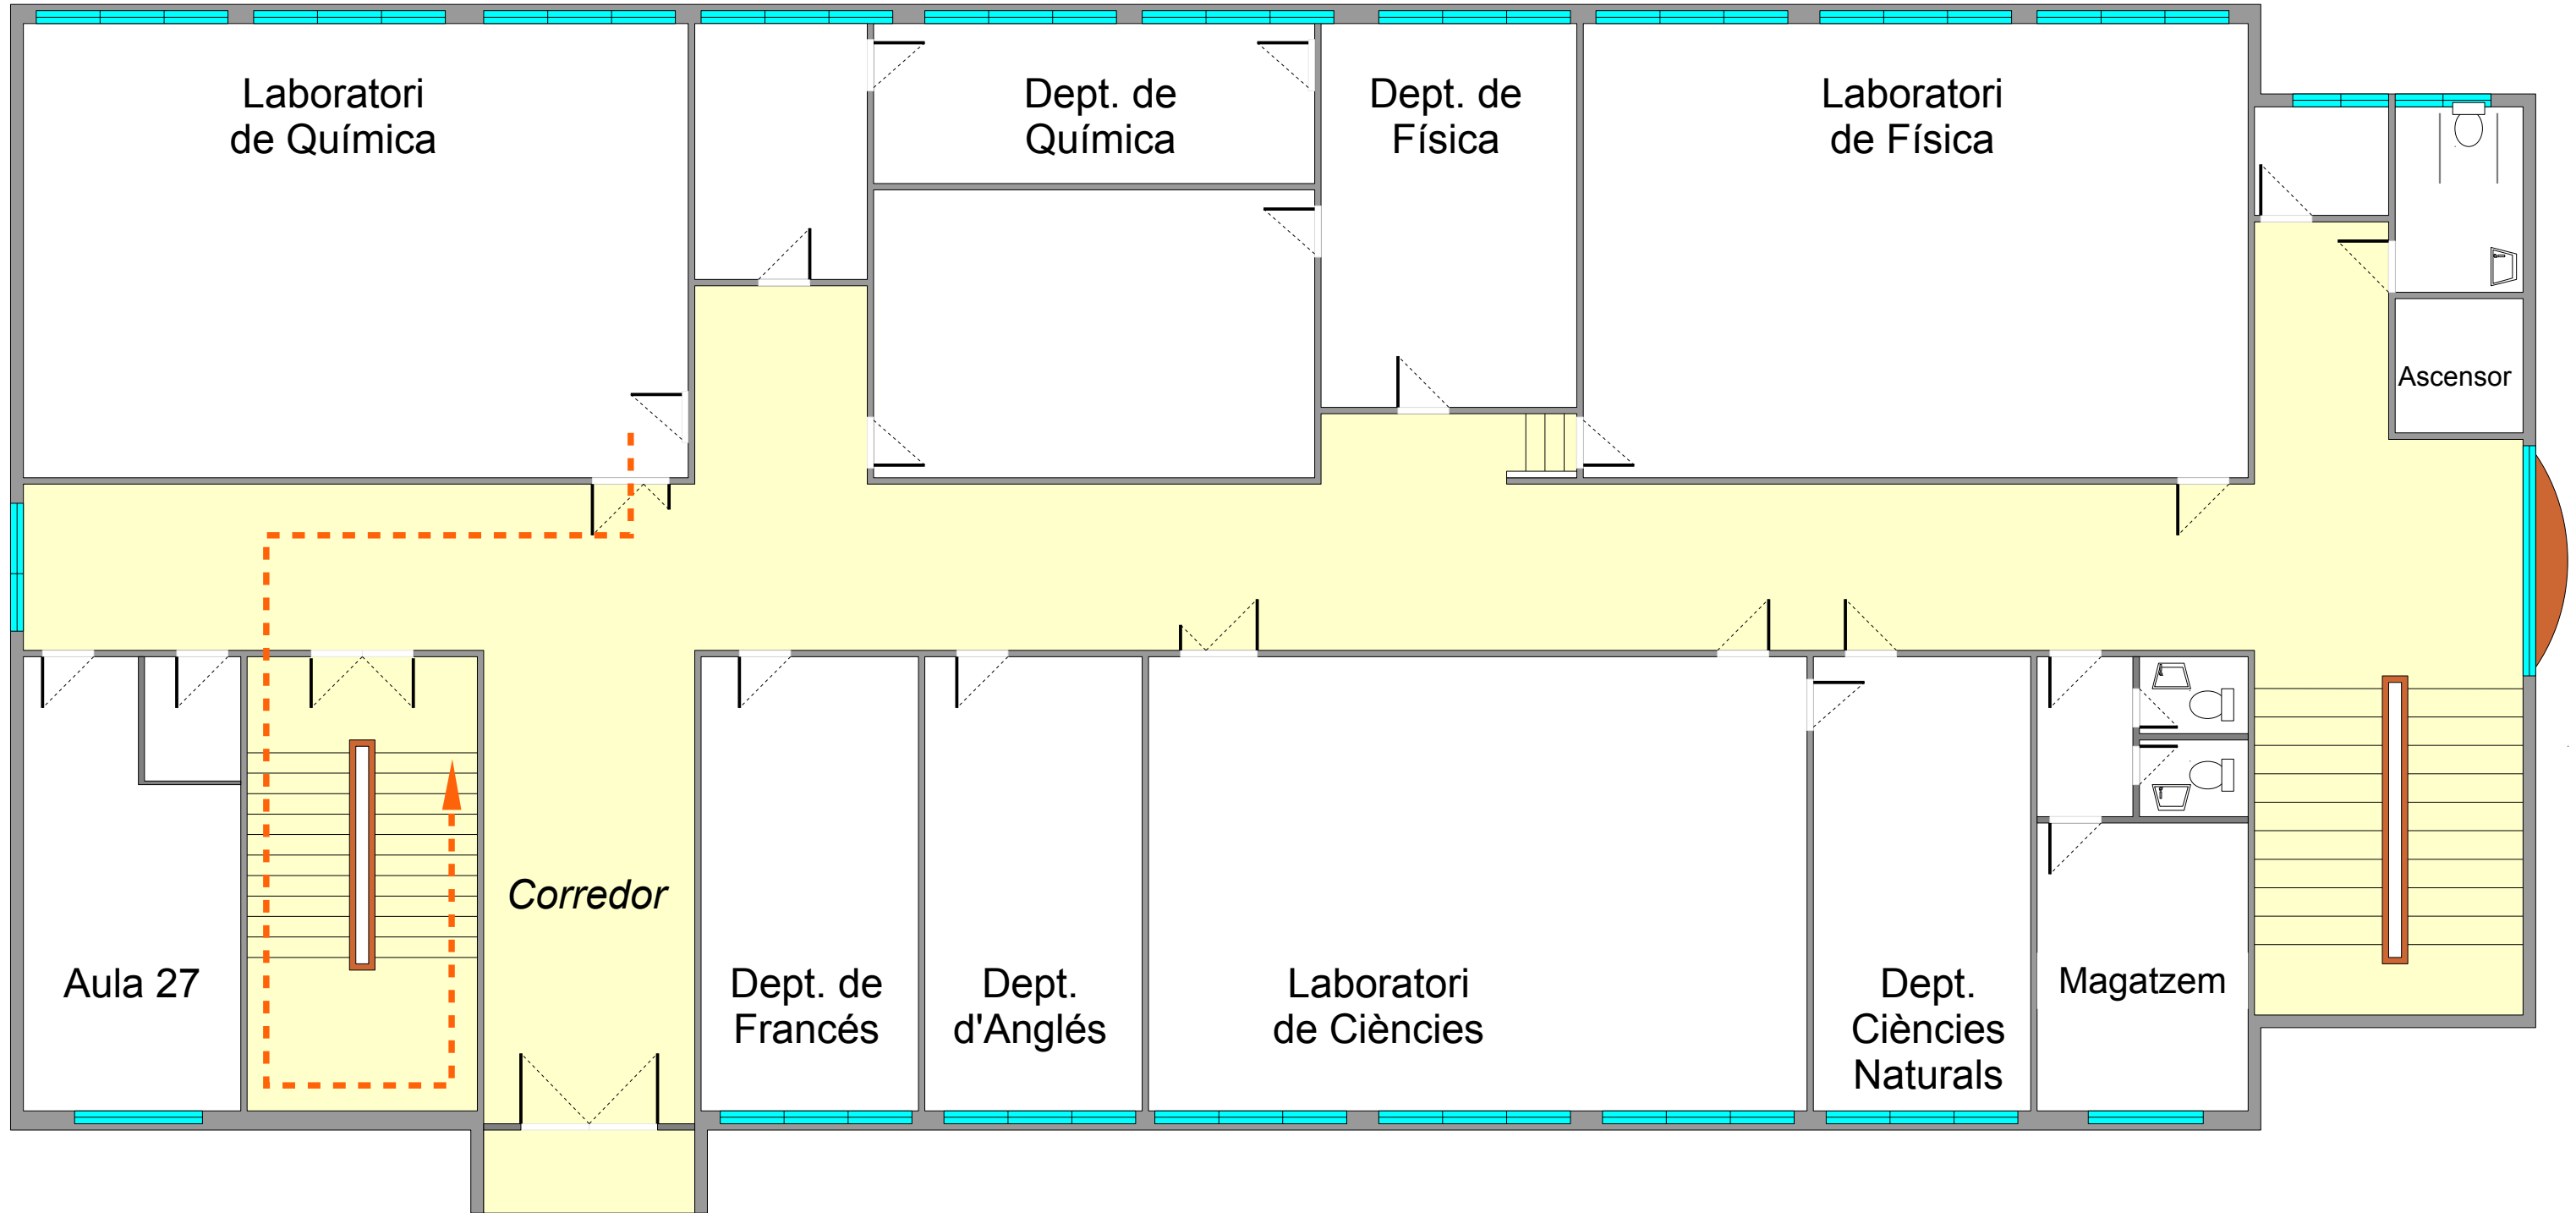 Laboratori
de Química
Dept. de
Química
Dept. de
Física
Laboratori
de Física
Ascensor
Corredor
Aula 27
Dept. de
Francés
Dept.
d'Anglés
Laboratori
de Ciències
Dept.
Ciències
Naturals
Magatzem